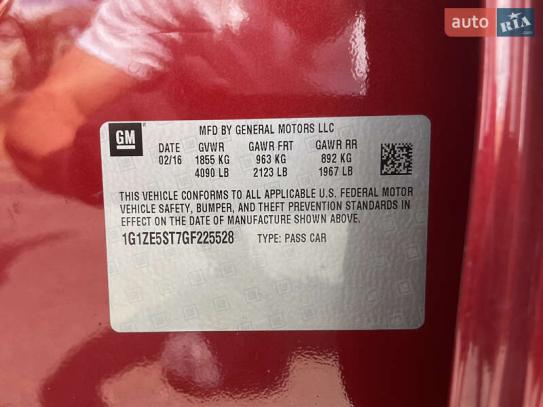 auto RIA
GM
MFD BY GENERAL MOTORS LLC
DATE GVWR GAWR FRT GAWR RR
02/16 1855 KG 963 KG 892 KG
4090 LB 2123 LB 1967 LB
THIS VEHICLE CONFORMS TO ALL APPLICABLE U.S. FEDERAL MOTOR
VEHICLE SAFETY, BUMPER, AND THEFT PREVENTION STANDARDS IN
EFFECT ON THE DATE OF MANUFACTURE SHOWN ABOVE.
1G1ZE5ST7GF225528 TYPE: PASS CAR